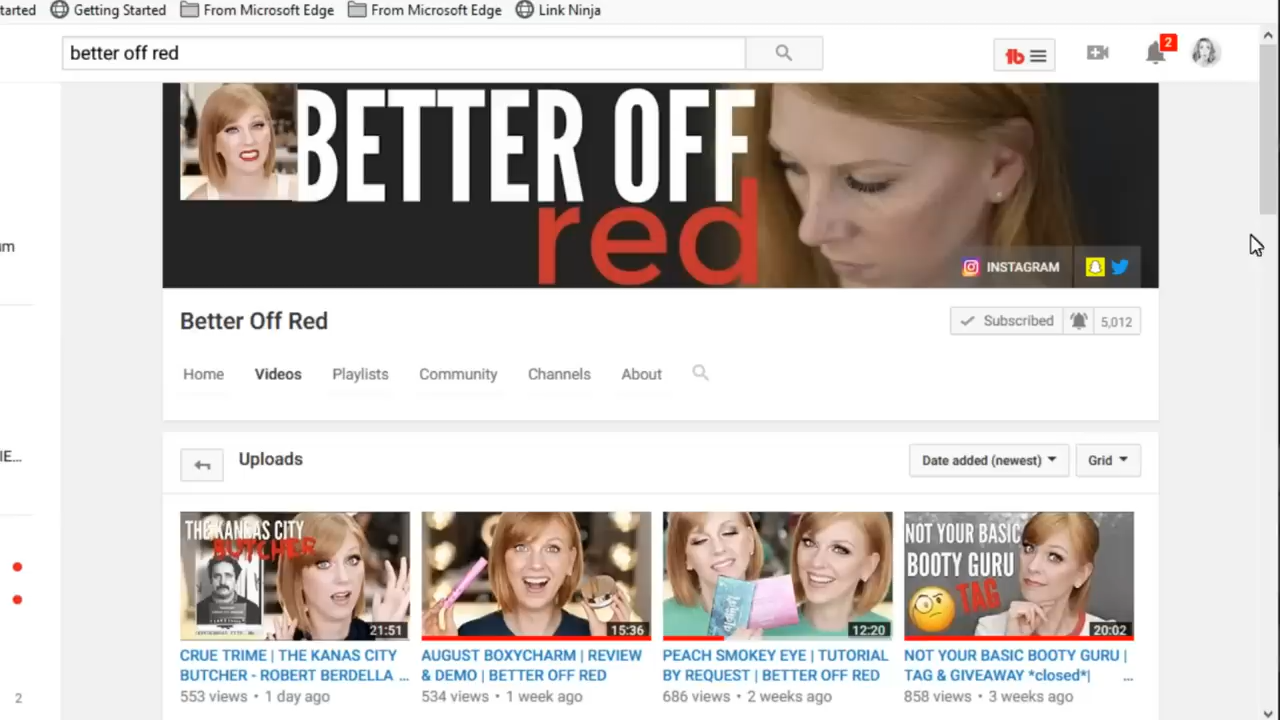 tarted Getting Started From Microsoft Edge From Microsoft Edge Link Ninja
better off red
2
BETTER OFF
red
INSTAGRAM
um
Better Off Red
Subscribed 5,012
Home Videos Playlists Community Channels About
IE...
Uploads
Date added (newest) Grid
THE KANSAS CITY
BUTCHER
21:51
15:36
12:20
NOT YOUR BASIC
BOOTY GURU
TAG
20:02
CRUE TRIME | THE KANAS CITY
BUTCHER - ROBERT BERDELLA ...
553 views • 1 day ago
AUGUST BOXYCHARM | REVIEW
& DEMO | BETTER OFF RED
534 views • 1 week ago
PEACH SMOKEY EYE | TUTORIAL
BY REQUEST | BETTER OFF RED
686 views • 2 weeks ago
NOT YOUR BASIC BOOTY GURU |
TAG & GIVEAWAY *closed*| ...
858 views • 3 weeks ago
2